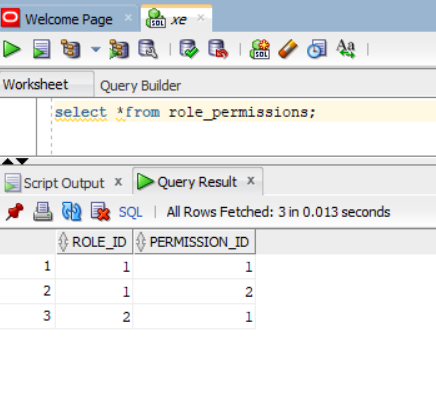 Welcome Page × xe ×
SQL
Worksheet Query Builder
select *from role_permissions;
Script Output × Query Result ×
SQL | All Rows Fetched: 3 in 0.013 seconds
ROLE_ID PERMISSION_ID
1 1 1
2 1 2
3 2 1